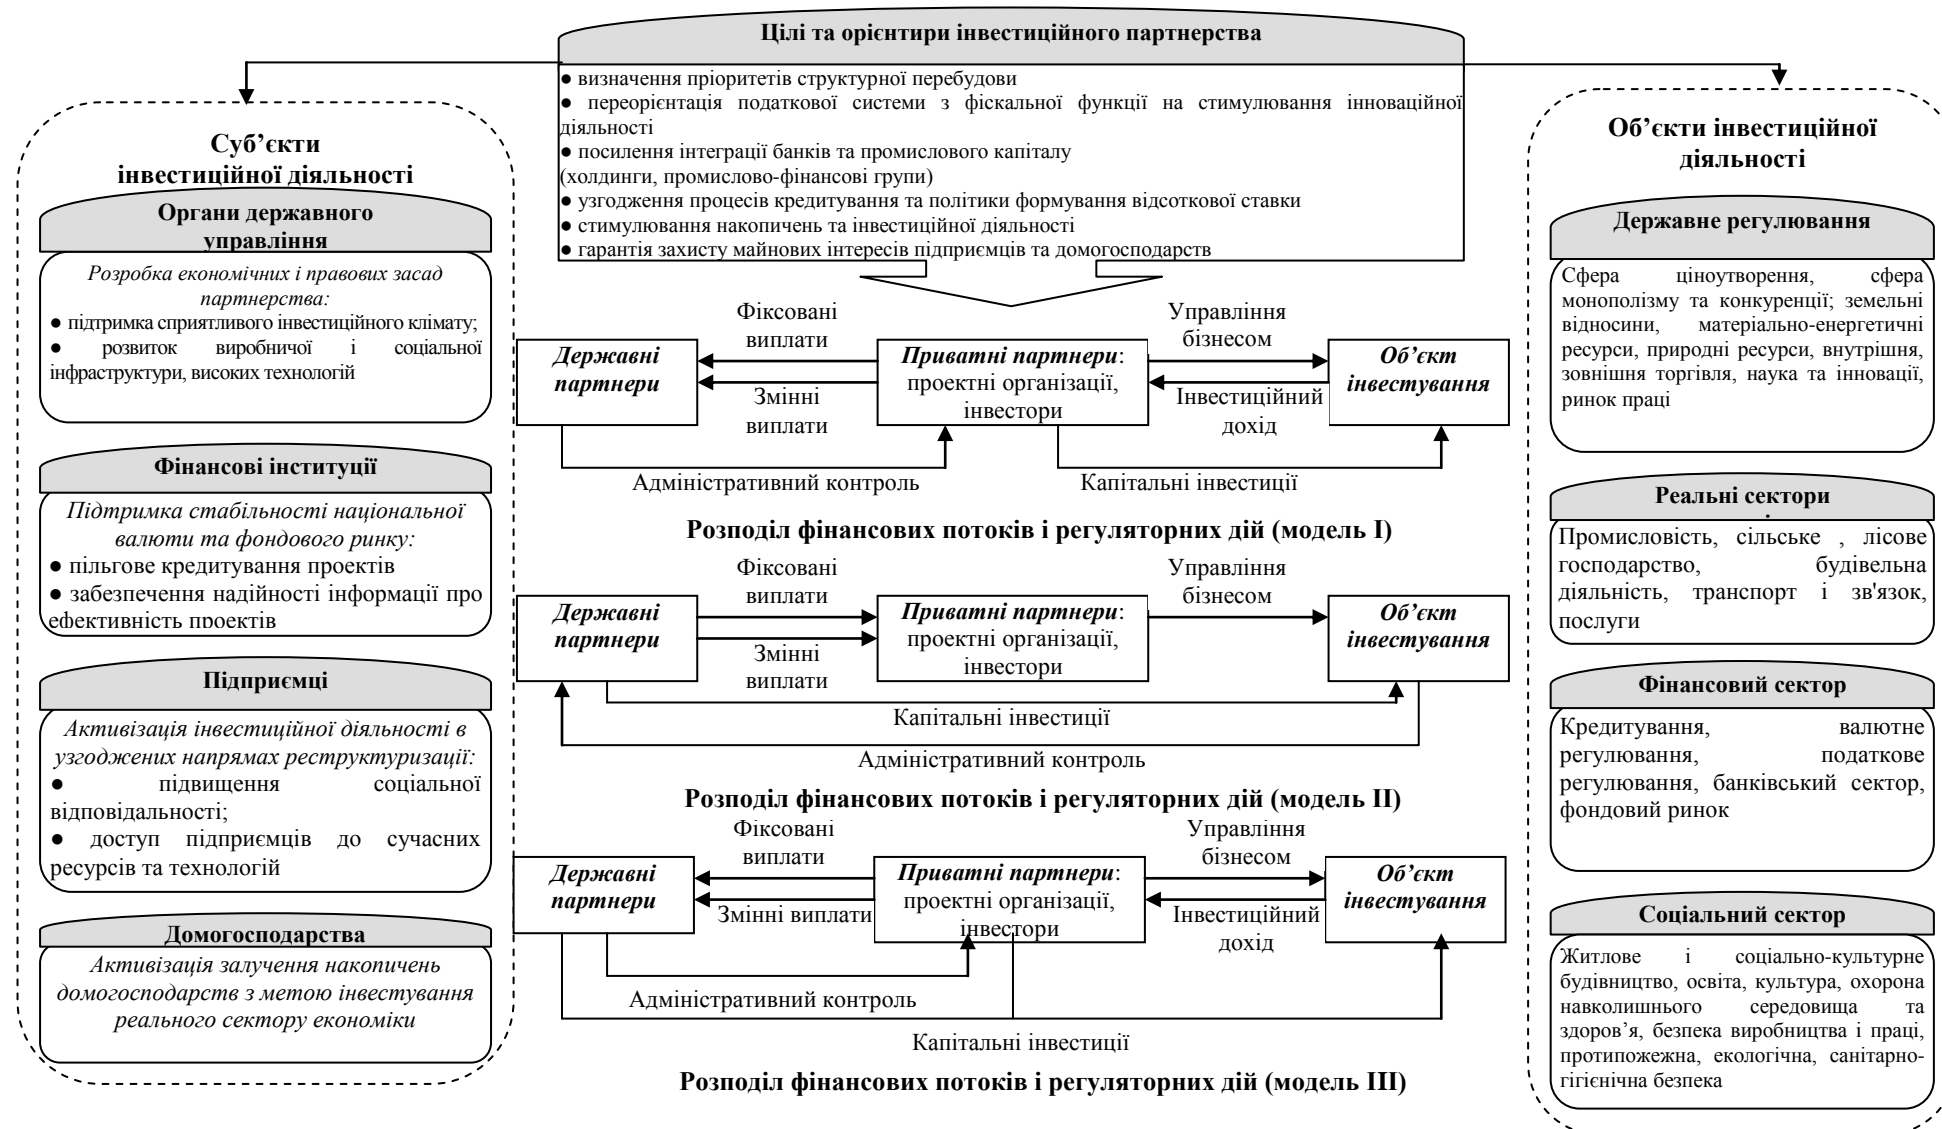 Цілі та орієнтири інвестиційного партнерства
● визначення пріоритетів структурної перебудови
● переорієнтація податкової системи з фіскальної функції на стимулювання інноваційної
діяльності
● посилення інтеграції банків та промислового капіталу
(холдинги, промислово-фінансові групи)
● узгодження процесів кредитування та політики формування відсоткової ставки
● стимулювання накопичень та інвестиційної діяльності
● гарантія захисту майнових інтересів підприємців та домогосподарств
Суб’єкти
інвестиційної діяльності
Органи державного
управління
Розробка економічних і правових засад
партнерства:
● підтримка сприятливого інвестиційного клімату;
● розвиток виробничої і соціальної
інфраструктури, високих технологій
Фінансові інституції
Підтримка стабільності національної
валюти та фондового ринку:
● пільгове кредитування проектів
● забезпечення надійності інформації про
ефективність проектів
Підприємці
Активізація інвестиційної діяльності в
узгоджених напрямах реструктуризації:
● підвищення соціальної
відповідальності;
● доступ підприємців до сучасних
ресурсів та технологій
Домогосподарства
Активізація залучення накопичень
домогосподарств з метою інвестування
реального сектору економіки
Фіксовані
виплати
Управління
бізнесом
Державні
партнери
Приватні партнери:
проектні організації,
інвестори
Об’єкт
інвестування
Змінні
виплати
Інвестиційний
дохід
Адміністративний контроль
Капітальні інвестиції
Розподіл фінансових потоків і регуляторних дій (модель І)
Фіксовані
виплати
Управління
бізнесом
Державні
партнери
Приватні партнери:
проектні організації,
інвестори
Об’єкт
інвестування
Змінні
виплати
Капітальні інвестиції
Адміністративний контроль
Розподіл фінансових потоків і регуляторних дій (модель ІІ)
Фіксовані
виплати
Управління
бізнесом
Державні
партнери
Приватні партнери:
проектні організації,
інвестори
Об’єкт
інвестування
Змінні виплати
Інвестиційний
дохід
Адміністративний контроль
Капітальні інвестиції
Розподіл фінансових потоків і регуляторних дій (модель ІІІ)
Об’єкти інвестиційної
діяльності
Державне регулювання
Сфера ціноутворення, сфера
монополізму та конкуренції; земельні
відносини, матеріально-енергетичні
ресурси, природні ресурси, внутрішня,
зовнішня торгівля, наука та інновації,
ринок праці
Реальні сектори
Промисловість, сільське , лісове
господарство, будівельна
діяльність, транспорт і зв'язок,
послуги
Фінансовий сектор
Кредитування, валютне
регулювання, податкове
регулювання, банківський сектор,
фондовий ринок
Соціальний сектор
Житлове і соціально-культурне
будівництво, освіта, культура, охорона
навколишнього середовища та
здоров’я, безпека виробництва і праці,
протипожежна, екологічна, санітарно-
гігієнічна безпека